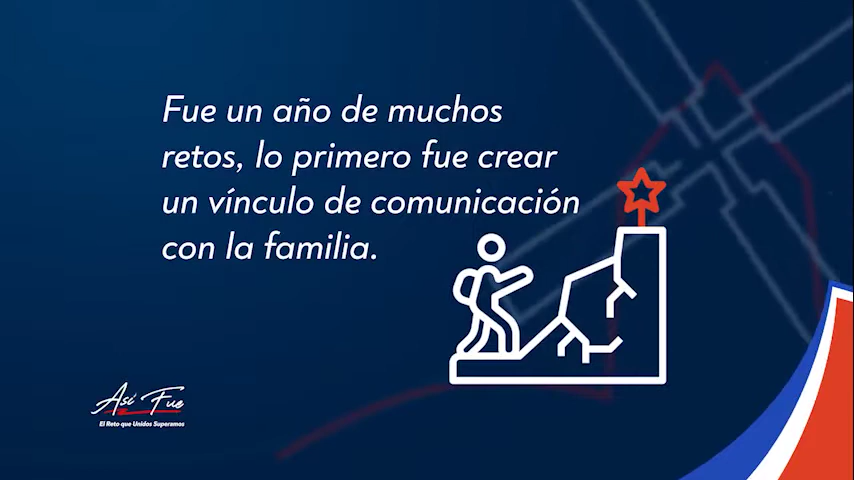 Fue un año de muchos
retos, lo primero fue crear
un vínculo de comunicación
con la familia.
Así Fue
El Reto que Unidos Superamos